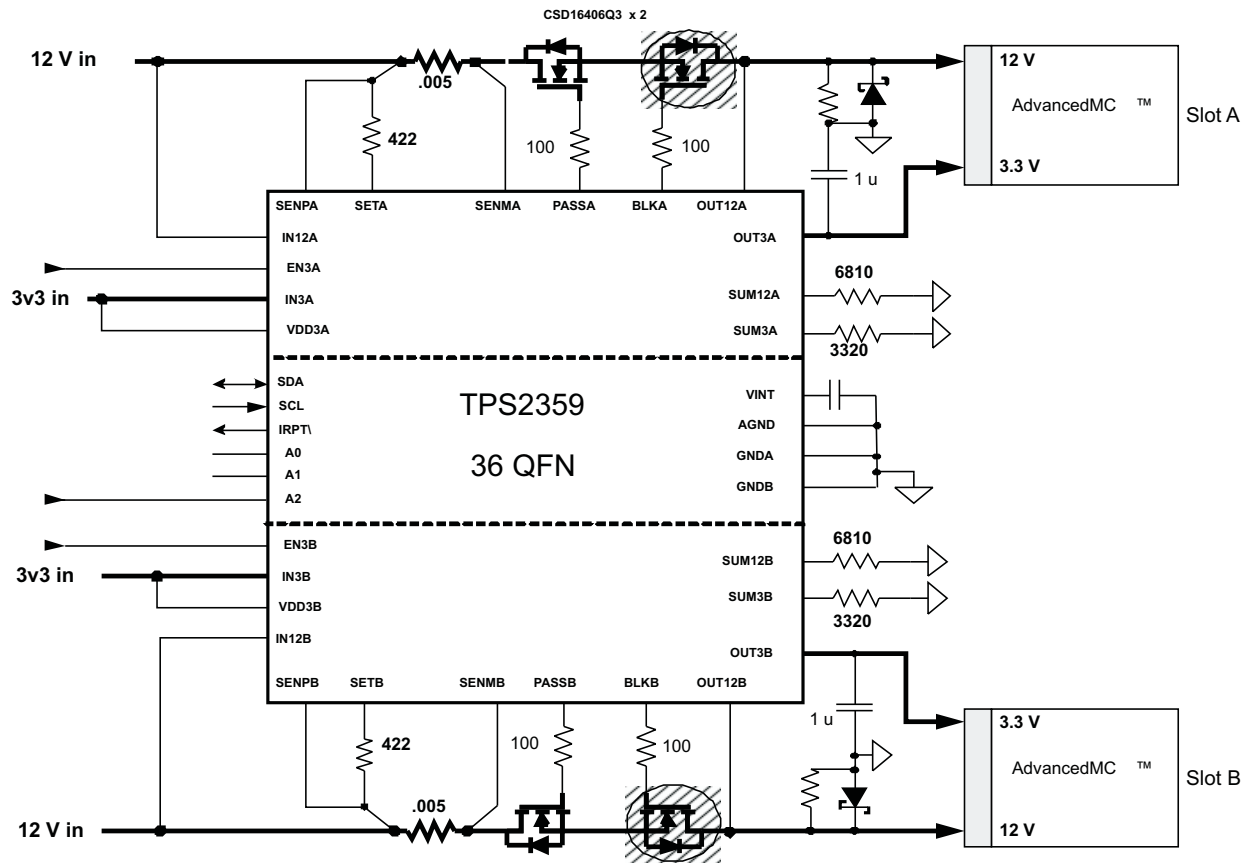 CSD16406Q3 x 2
12 V in
.005
422
100
100
1 u
12 V
AdvancedMC ™
3.3 V
Slot A
SENPA
SETA
SENMA
PASSA
BLKA
OUT12A
IN12A
OUT3A
EN3A
3v3 in
IN3A
SUM12A
6810
VDD3A
SUM3A
3320
SDA
SCL
IRPT\
A0
A1
A2
TPS2359
36 QFN
VINT
AGND
GNDA
GNDB
EN3B
3v3 in
IN3B
VDD3B
IN12B
SUM12B
6810
SUM3B
3320
OUT3B
SENPB
SETB
SENMB
PASSB
BLKB
OUT12B
422
100
100
1 u
.005
12 V in
3.3 V
AdvancedMC ™
12 V
Slot B